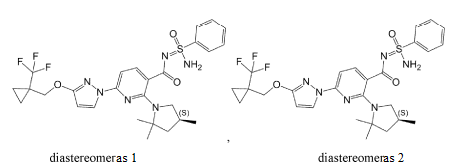 N S
F F F NH2
O N N N O
N (S)
N S
F F F NH2
O N N N O
N (S)
,
diastereomeras 1 diastereomeras 2